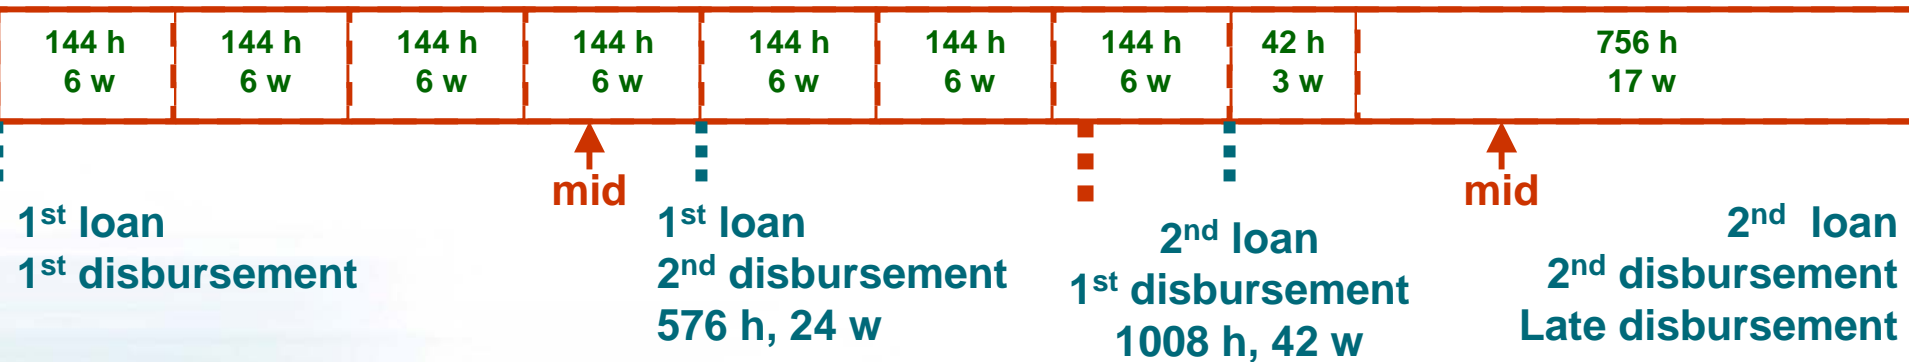 144 h 144 h 144 h 144 h 144 h 144 h 144 h 42 h 756 h
6 w 6 w 6 w 6 w 6 w 6 w 6 w 3 w 17 w
mid mid
1st loan
1st disbursement
1st loan
2nd disbursement
576 h, 24 w
2nd loan
1st disbursement
1008 h, 42 w
2nd loan
2nd disbursement
Late disbursement